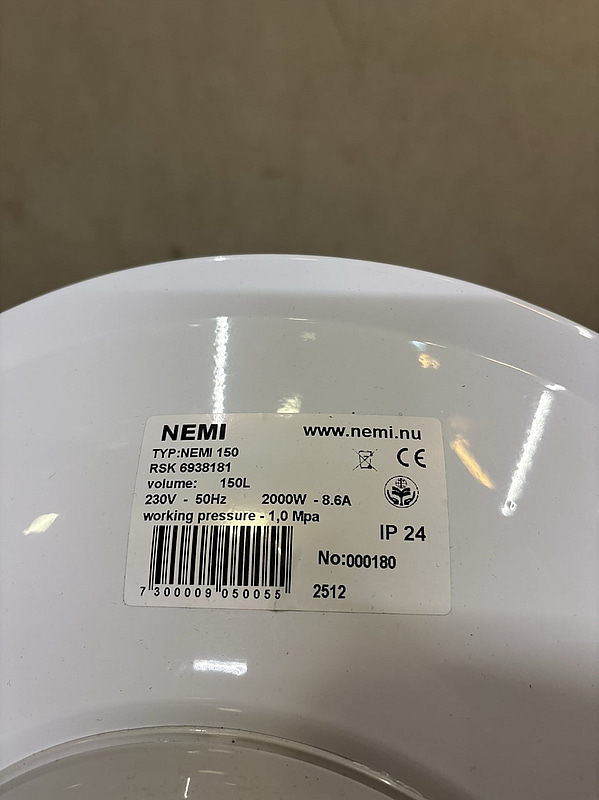 NEMI www.nemi.nu
TYP:NEMI 150
RSK 6938181
CE
volume: 150L
230V - 50Hz 2000W - 8.6A
working pressure - 1,0 Mpa
IP 24
No:000180
7 300009 050055
2512